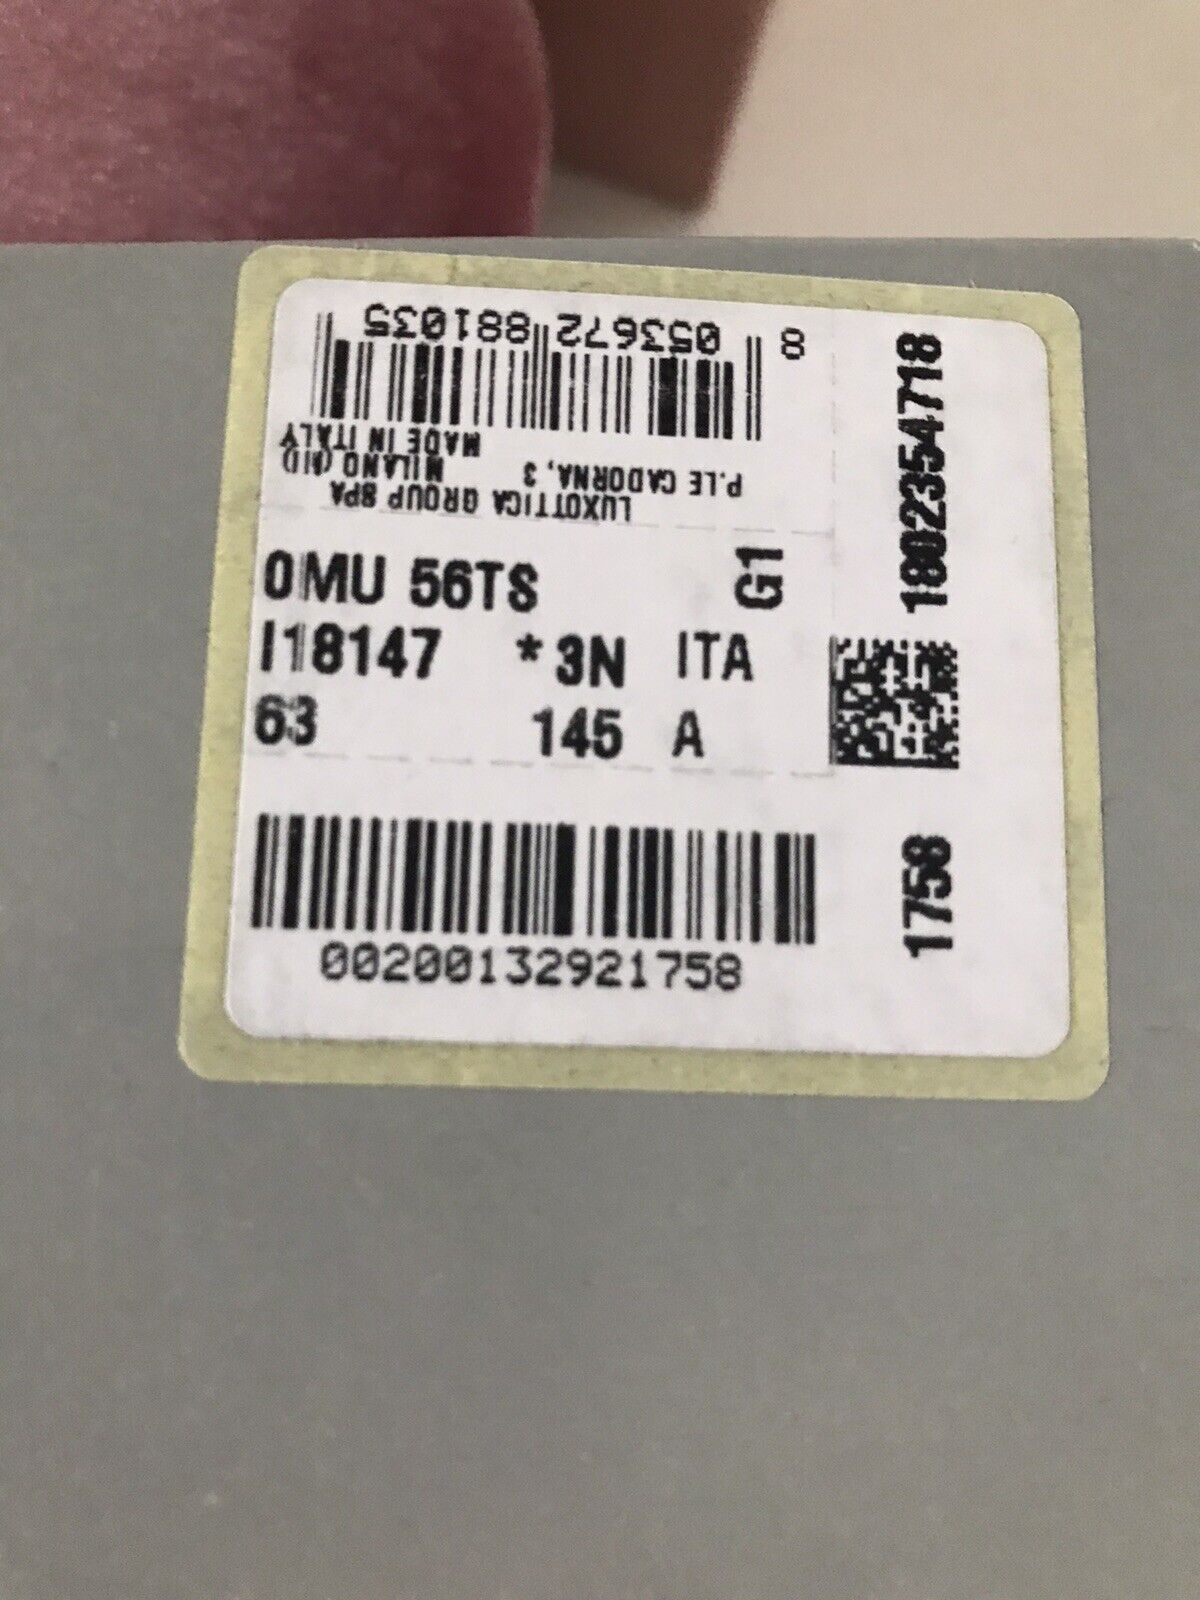 8 053672 881035
LUXOTTICA GROUP SPA
P.LE CADORNA, 3 MILANO (MI)
MADE IN ITALY
0MU 56TS G1
I18147 *3N ITA
63 145 A
00200132921758
1802354718
1758